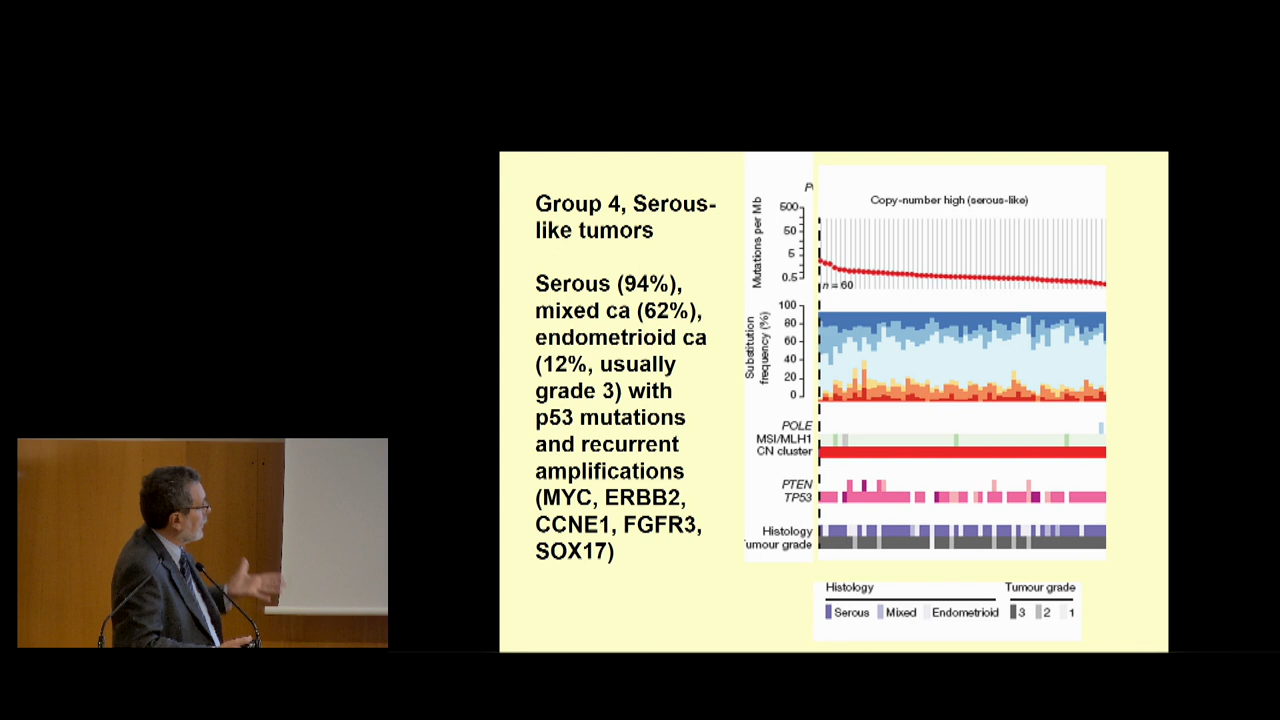 Group 4, Serous-
like tumors
Serous (94%),
mixed ca (62%),
endometrioid ca
(12%, usually
grade 3) with
p53 mutations
and recurrent
amplifications
(MYC, ERBB2,
CCNE1, FGFR3,
SOX17)
Copy-number high (serous-like)
Mutations per Mb
500
50
5
0.5
n = 60
Substitution
frequency (%)
100
80
60
40
20
0
POLE
MSI/MLH1
CN cluster
PTEN
TP53
Histology
umour grade
Histology
Serous Mixed Endometrioid
Tumour grade
3 2 1